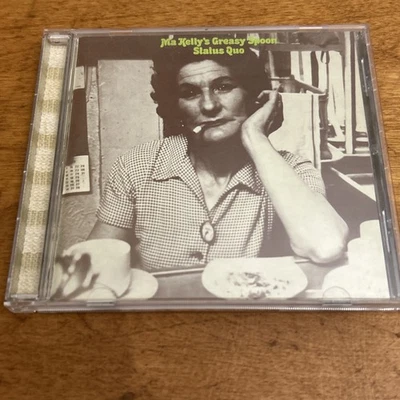 Ma Kelly's Greasy Spoon
Status Quo